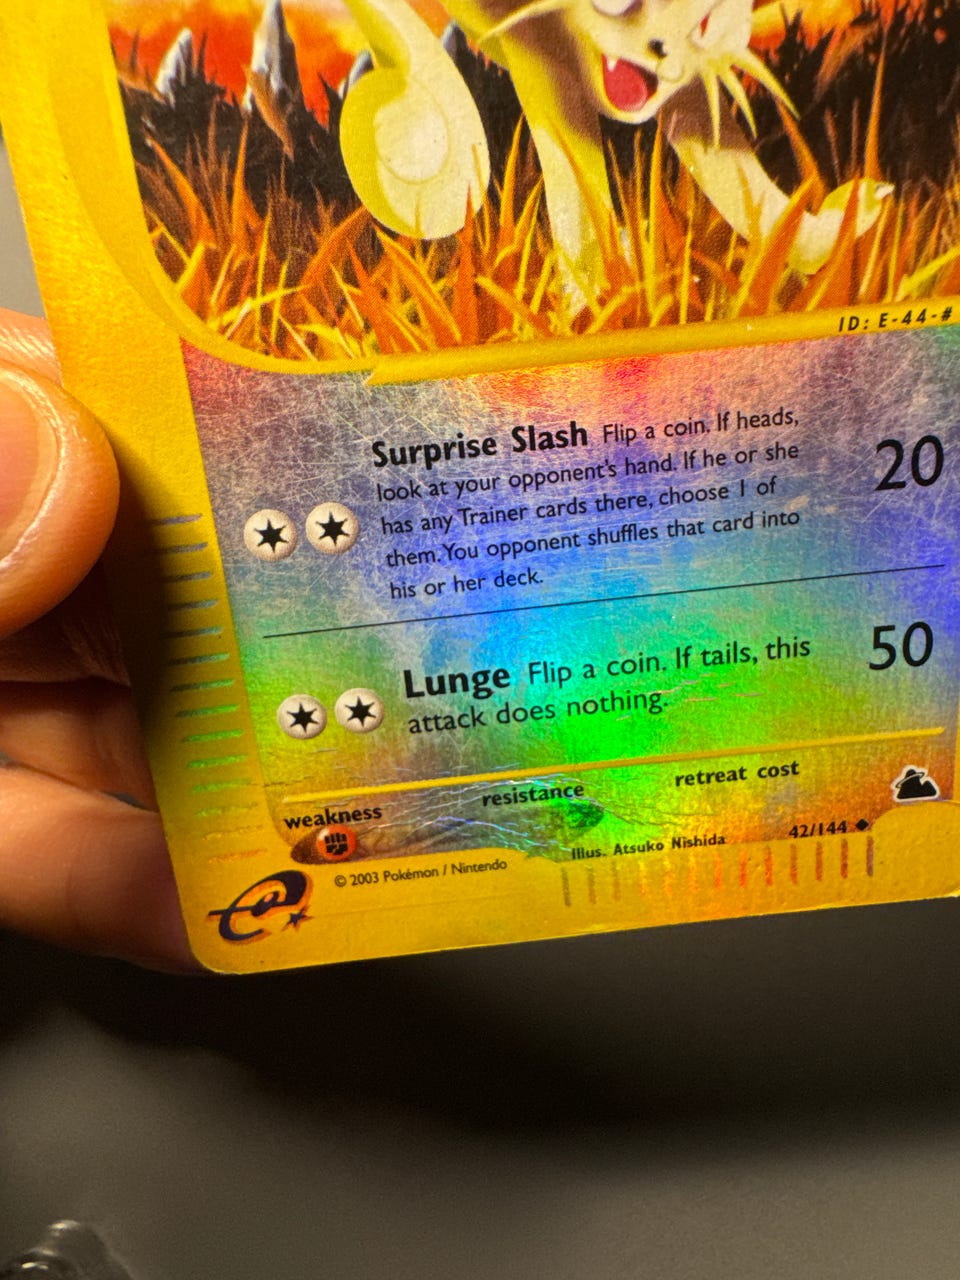 ID: E-44-#
Surprise Slash Flip a coin. If heads,
look at your opponent's hand. If he or she
has any Trainer cards there, choose 1 of
them. You opponent shuffles that card into
his or her deck.
20
Lunge Flip a coin. If tails, this
attack does nothing.
50
weakness resistance retreat cost
Illus. Atsuko Nishida 42/144
© 2003 Pokémon / Nintendo
e